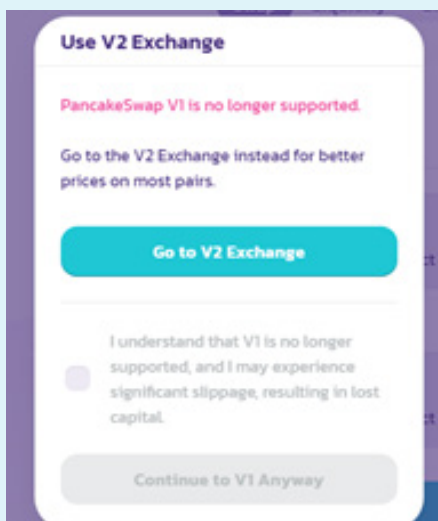 Use V2 Exchange
PancakeSwap V1 is no longer supported.
Go to the V2 Exchange instead for better
prices on most pairs.
Go to V2 Exchange
I understand that V1 is no longer
supported, and I may experience
significant slippage, resulting in lost
capital.
Continue to V1 Anyway